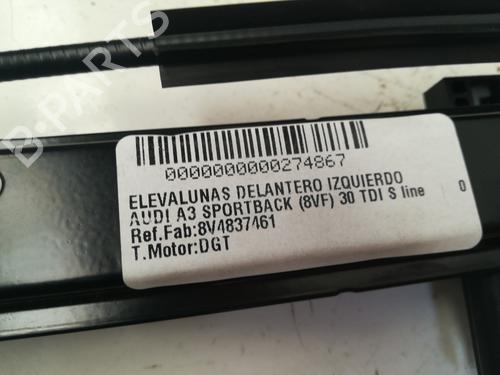 B-PARTS
0000000000274867
ELEVALUNAS DELANTERO IZQUIERDO
AUDI A3 SPORTBACK (8VF) 30 TDI S line
0
Ref.Fab:8V4837461
T.Motor:DGT